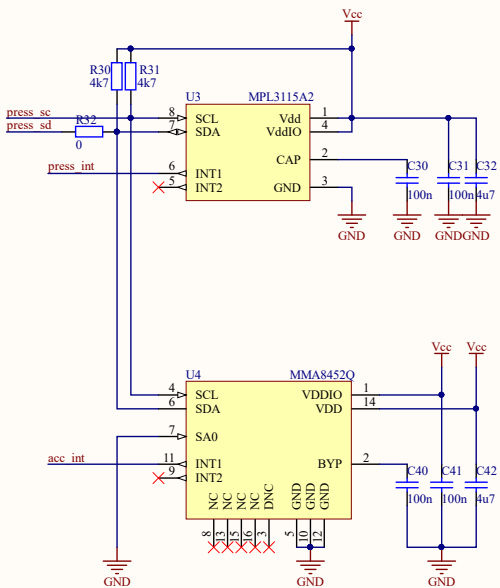 Vcc
R30 R31
4k7 4k7
U3 MPL3115A2
press_sc 8 SCL Vdd 1
press_sd R32 7 SDA VddIO 4
0
CAP 2
press_int 6 INT1
5 INT2 GND 3
C30 C31 C32
100n 100n 4u7
GND GND GND GND
Vcc Vcc
U4 MMA8452Q
4 SCL VDDIO 1
6 SDA VDD 14
7 SA0
acc_int 11 INT1 BYP 2
9 INT2
C40 C41 C42
100n 100n 4u7
NC NC NC NC DNC GND GND GND
8 13 15 16 3 5 10 12
GND GND GND